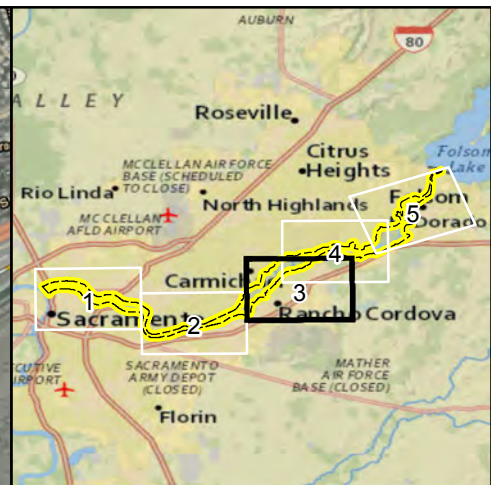 AUBURN
80
ALLEY
Roseville
MCCLELLAN AIR FORCE
BASE (SCHEDULED
TO CLOSE)
Citrus
Heights
Folsom
Lake
Rio Linda
North Highlands
MCCLELLAN
AFLD AIRPORT
5
Dorado
4
Carmich
3
1
Sacramento
2
Rancho Cordova
ECUTIVE
IRPORT
SACRAMENTO
ARMY DEPOT
(CLOSED)
MATHER
AIR FORCE
BASE (CLOSED)
Florin